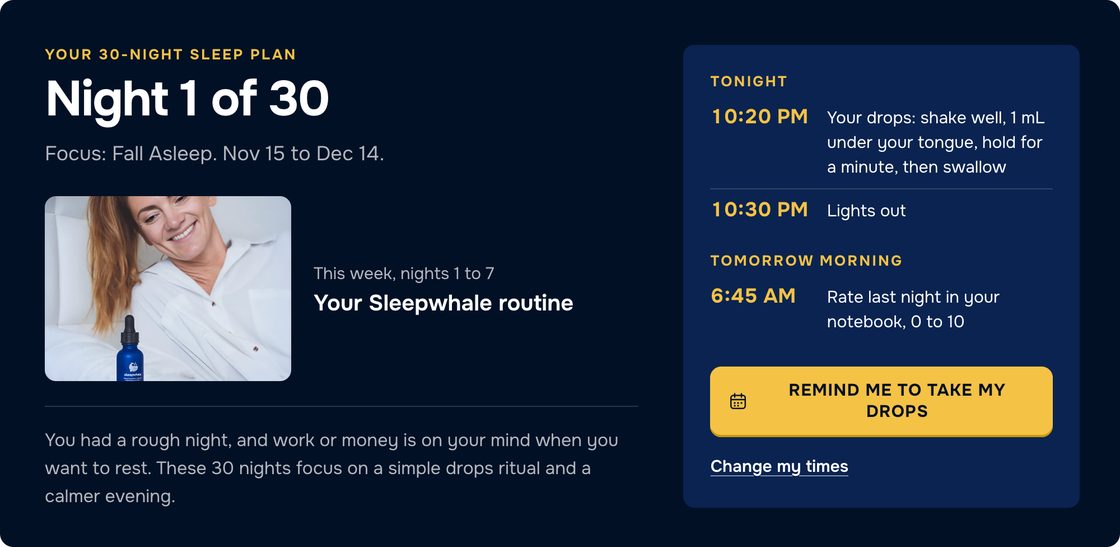 YOUR 30-NIGHT SLEEP PLAN
Night 1 of 30
Focus: Fall Asleep. Nov 15 to Dec 14.
This week, nights 1 to 7
Your Sleepwhale routine
You had a rough night, and work or money is on your mind when you
want to rest. These 30 nights focus on a simple drops ritual and a
calmer evening.
TONIGHT
10:20 PM Your drops: shake well, 1 mL
under your tongue, hold for
a minute, then swallow
10:30 PM Lights out
TOMORROW MORNING
6:45 AM Rate last night in your
notebook, 0 to 10
REMIND ME TO TAKE MY
DROPS
Change my times